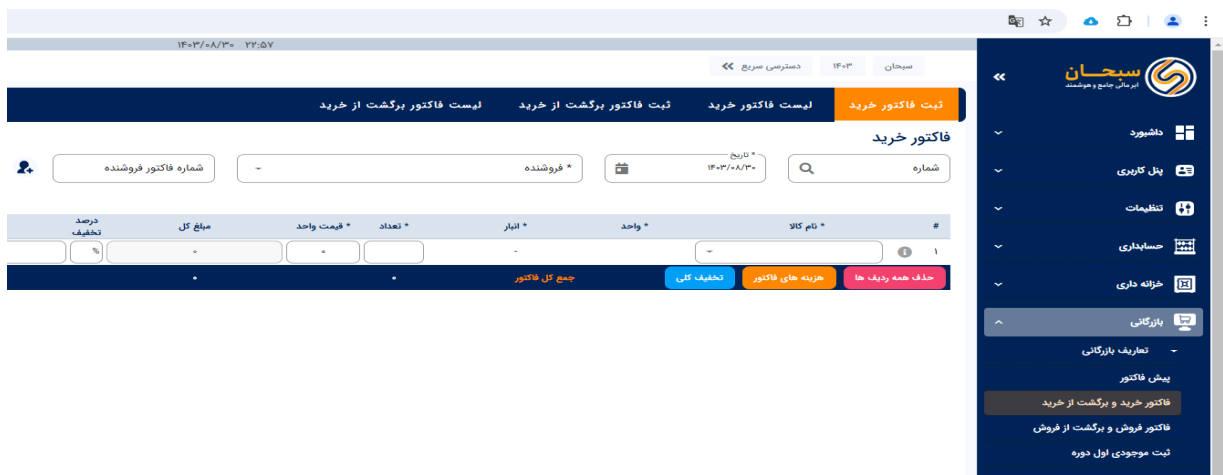 ۱۴۰۳/۰۸/۳۰ ۲۲:۵۷
سبحان
ابر مالی جامع و هوشمند
داشبورد
پنل کاربری
تنظیمات
حسابداری
خزانه داری
بازرگانی
تعاریف بازرگانی
پیش فاکتور
فاکتور خرید و برگشت از خرید
فاکتور فروش و برگشت از فروش
ثبت موجودی اول دوره
سبحان ۱۴۰۳ دسترسی سریع
ثبت فاکتور خرید لیست فاکتور خرید ثبت فاکتور برگشت از خرید لیست فاکتور برگشت از خرید
فاکتور خرید
شماره * تاریخ ۱۴۰۳/۰۸/۳۰ * فروشنده شماره فاکتور فروشنده
# * نام کالا * واحد * انبار * تعداد * قیمت واحد مبلغ کل درصد تخفیف
۱ - ۰ ۰ %
حذف همه ردیف ها هزینه های فاکتور تخفیف کلی جمع کل فاکتور ۰ ۰